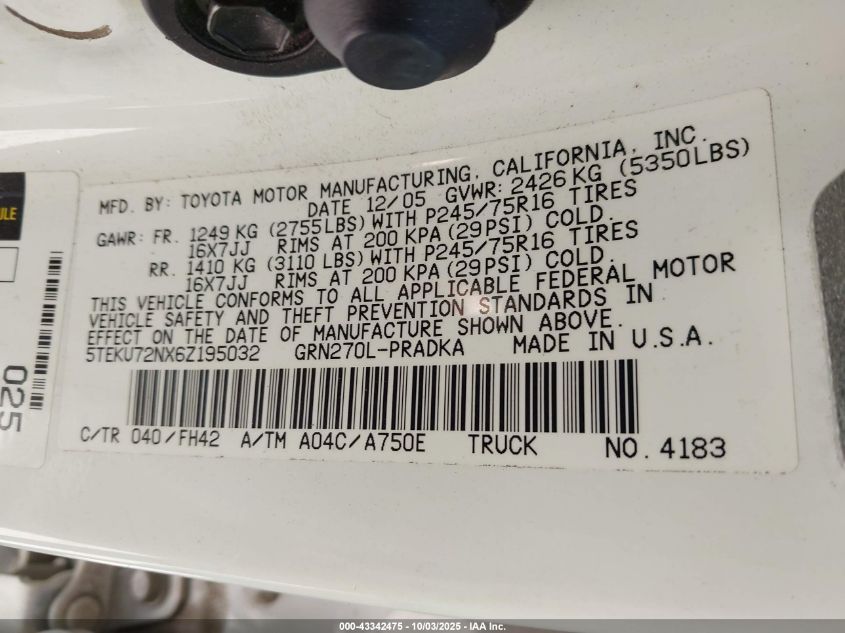 MFD. BY: TOYOTA MOTOR MANUFACTURING, CALIFORNIA, INC.
DATE 12/05 GVWR: 2426 KG (5350LBS)
GAWR: FR. 1249 KG (2755LBS) WITH P245/75R16 TIRES
16X7JJ RIMS AT 200 KPA (29PSI) COLD.
RR. 1410 KG (3110 LBS) WITH P245/75R16 TIRES
16X7JJ RIMS AT 200 KPA (29PSI) COLD.
THIS VEHICLE CONFORMS TO ALL APPLICABLE FEDERAL MOTOR
VEHICLE SAFETY AND THEFT PREVENTION STANDARDS IN
EFFECT ON THE DATE OF MANUFACTURE SHOWN ABOVE.
5TEKU72NX6Z195032 GRN270L-PRADKA MADE IN U.S.A.
C/TR 040/FH42 A/TM A04C/A750E TRUCK NO. 4183
025
000-43342475 - 10/03/2025 - IAA Inc.